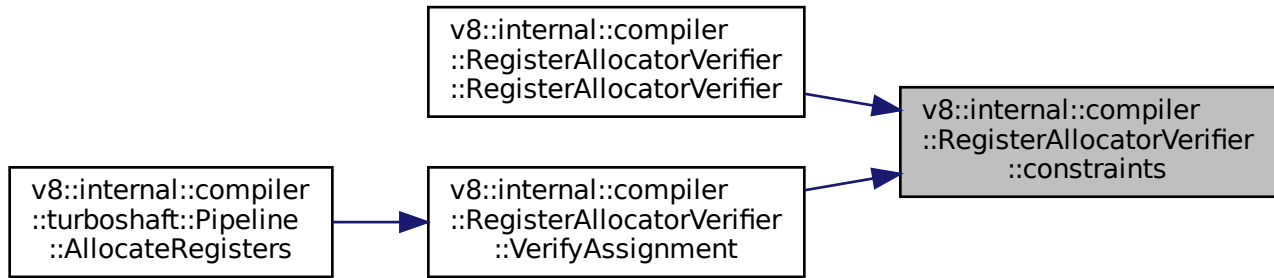 v8::internal::compiler
::RegisterAllocatorVerifier
::RegisterAllocatorVerifier
v8::internal::compiler
::RegisterAllocatorVerifier
::constraints
v8::internal::compiler
::turboshaft::Pipeline
::AllocateRegisters
v8::internal::compiler
::RegisterAllocatorVerifier
::VerifyAssignment